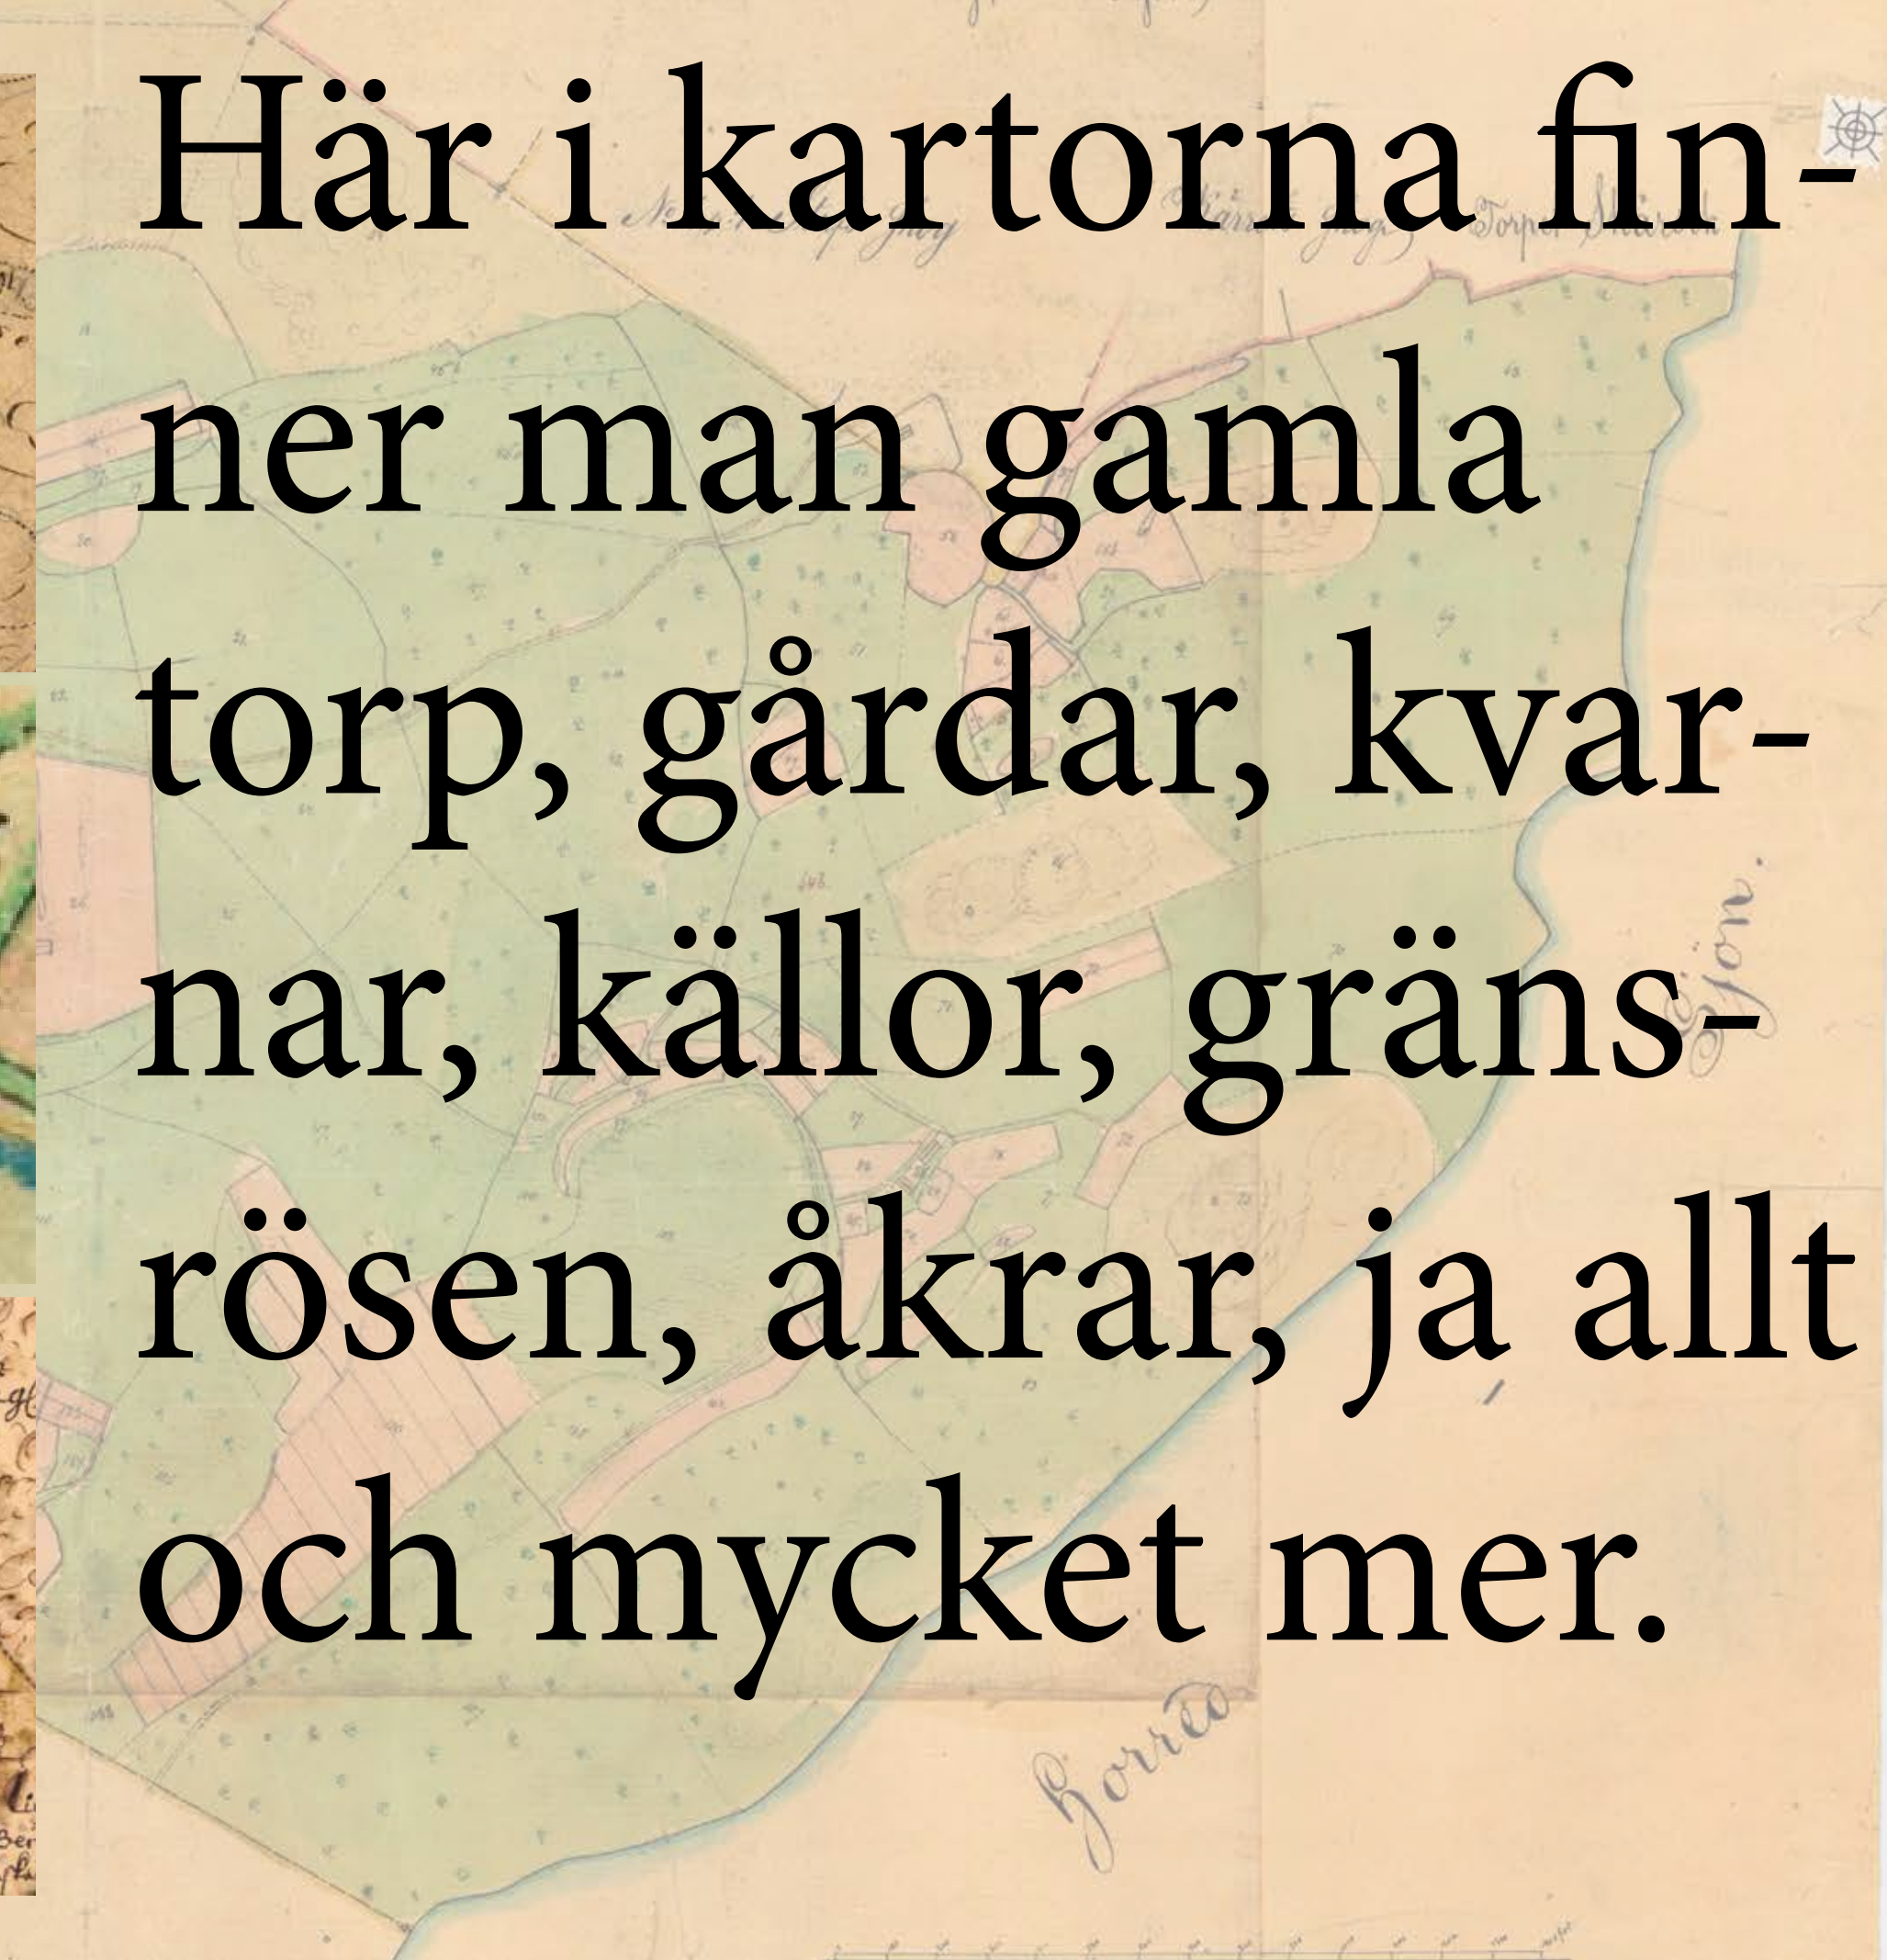 Här i kartorna fin-
ner man gamla
torp, gårdar, kvar-
nar, källor, gräns-
rösen, åkrar, ja allt
och mycket mer.
Sjön.